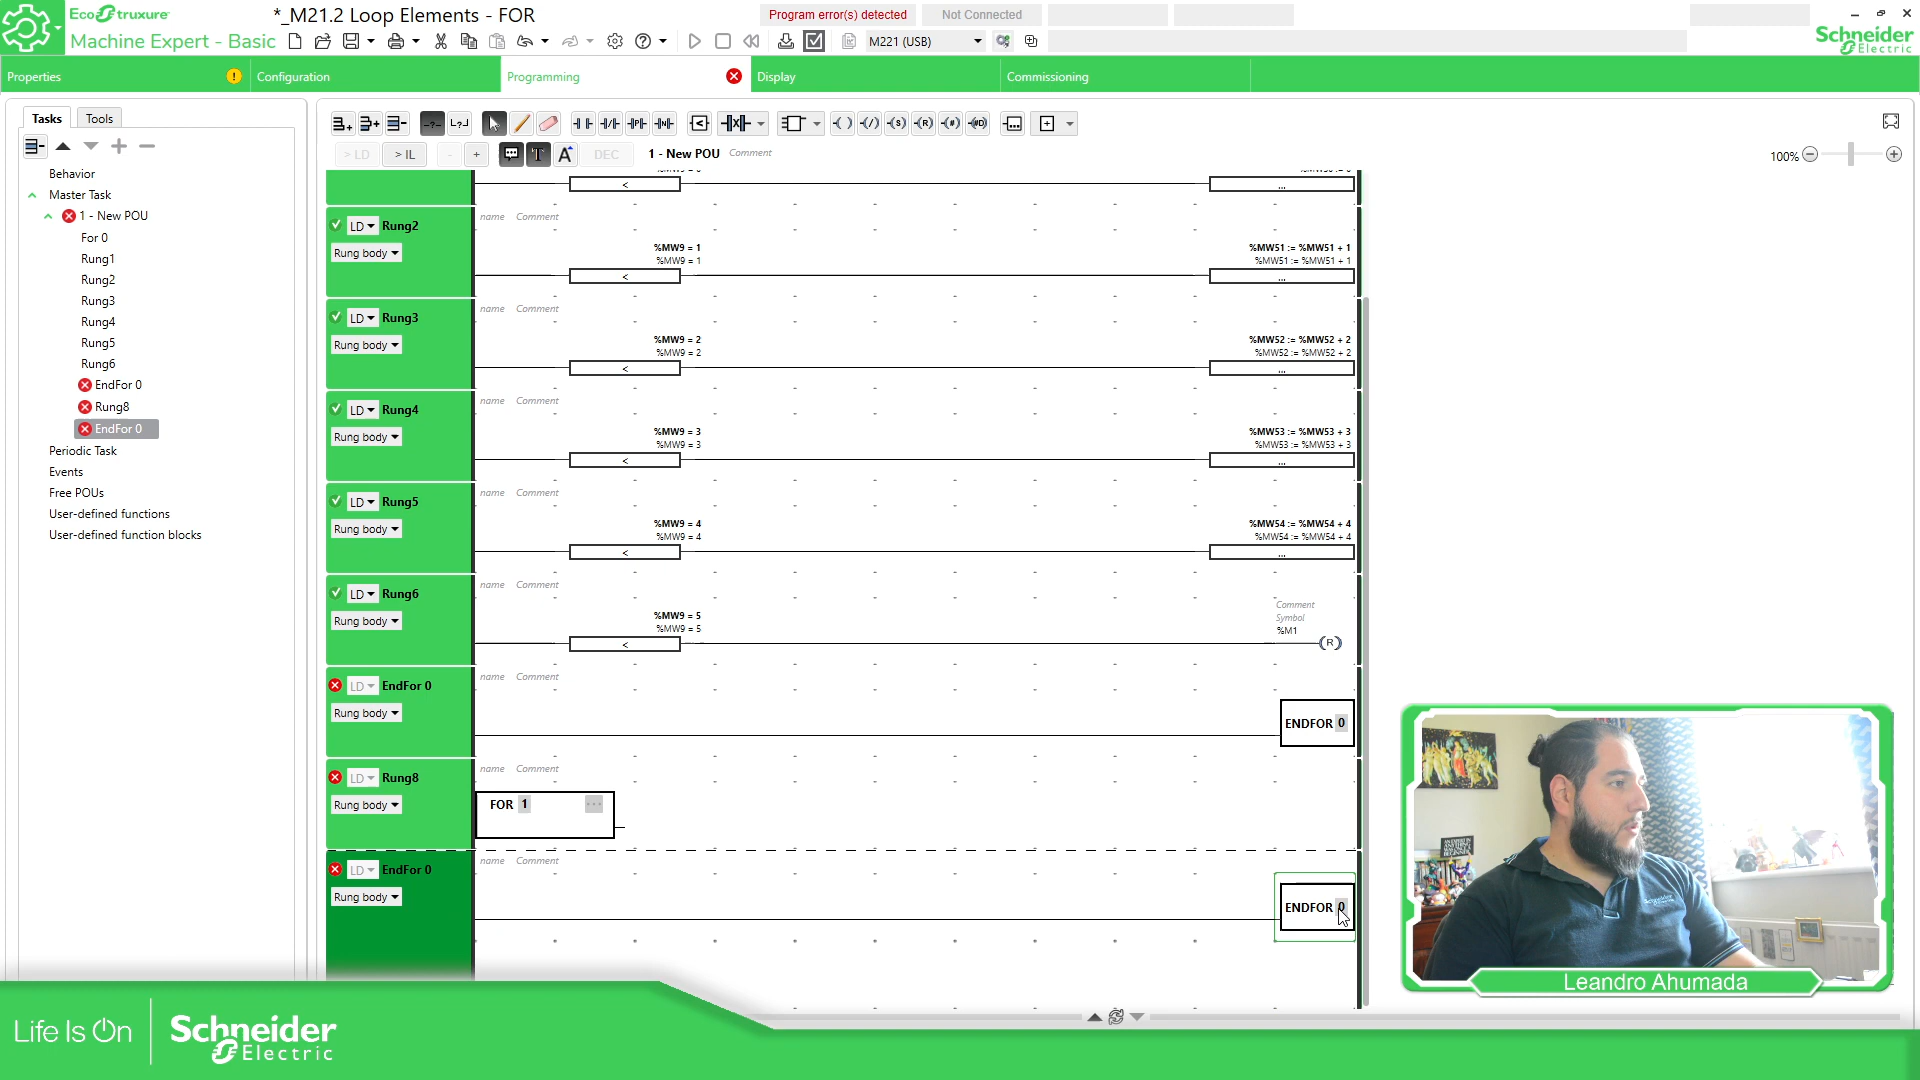 EcoStruxure
Machine Expert - Basic
*_M21.2 Loop Elements - FOR
Program error(s) detected
Not Connected
M221 (USB)
Schneider
Electric
Properties
Configuration
Programming
Display
Commissioning
Tasks
Tools
> LD
> IL
-
+
DEC
1 - New POU
Comment
100%
Behavior
Master Task
1 - New POU
For 0
Rung1
Rung2
Rung3
Rung4
Rung5
Rung6
EndFor 0
Rung8
EndFor 0
Periodic Task
Events
Free POUs
User-defined functions
User-defined function blocks
<
...
LD Rung2
Rung body
name Comment
%MW9 = 1
%MW9 = 1
<
%MW51 := %MW51 + 1
%MW51 := %MW51 + 1
...
LD Rung3
Rung body
name Comment
%MW9 = 2
%MW9 = 2
<
%MW52 := %MW52 + 2
%MW52 := %MW52 + 2
...
LD Rung4
Rung body
name Comment
%MW9 = 3
%MW9 = 3
<
%MW53 := %MW53 + 3
%MW53 := %MW53 + 3
...
LD Rung5
Rung body
name Comment
%MW9 = 4
%MW9 = 4
<
%MW54 := %MW54 + 4
%MW54 := %MW54 + 4
...
LD Rung6
Rung body
name Comment
%MW9 = 5
%MW9 = 5
<
Comment
Symbol
%M1
(R)
LD EndFor 0
Rung body
name Comment
ENDFOR 0
LD Rung8
Rung body
name Comment
FOR 1 ...
LD EndFor 0
Rung body
name Comment
ENDFOR 0
Leandro Ahumada
Life Is On
Schneider
Electric